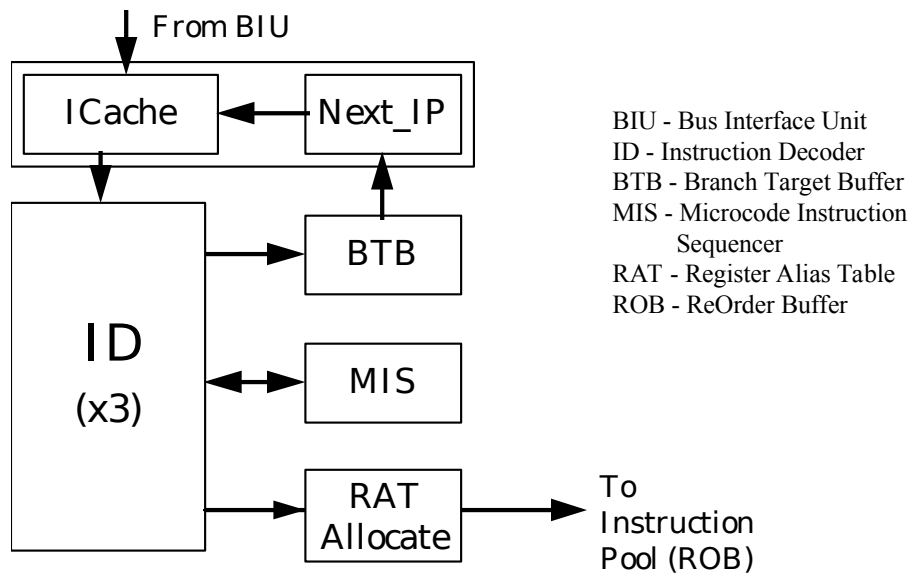 From BIU
ICache
Next_IP
BTB
ID
(x3)
MIS
RAT
Allocate
To
Instruction
Pool (ROB)
BIU - Bus Interface Unit
ID - Instruction Decoder
BTB - Branch Target Buffer
MIS - Microcode Instruction
Sequencer
RAT - Register Alias Table
ROB - ReOrder Buffer